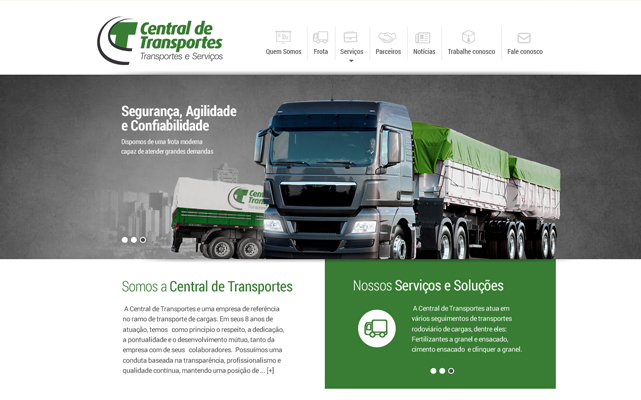 Central de
Transportes
Transportes e Serviços
Quem Somos
Frota
Serviços
Parceiros
Notícias
Trabalhe conosco
Fale conosco
Segurança, Agilidade
e Confiabilidade
Dispomos de uma frota moderna
capaz de atender grandes demandas
Central de
Transportes
Somos a Central de Transportes
A Central de Transportes e uma empresa de referência
no ramo de transporte de cargas. Em seus 8 anos de
atuação, temos como principio o respeito, a dedicação,
a pontualidade e o desenvolvimento mútuo, tanto da
empresa com de seus colaboradores. Possuimos uma
conduta baseada na transparência, profissionalismo e
qualidade contínua, mantendo uma posição de ... [+]
Nossos Serviços e Soluções
A Central de Transportes atua em
vários seguimentos de transportes
rodoviário de cargas, dentre eles:
Fertilizantes a granel e ensacado,
cimento ensacado e clinquer a granel.